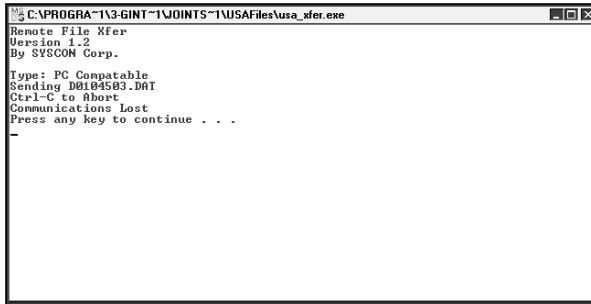 C:\PROGRA~1\3-GINT~1\JOINTS~1\USAFiles\usa_xfer.exe
Remote File Xfer
Version 1.2
By SYSCON Corp.
Type: PC Compatable
Sending D0104503.DAT
Ctrl-C to Abort
Communications Lost
Press any key to continue . . .